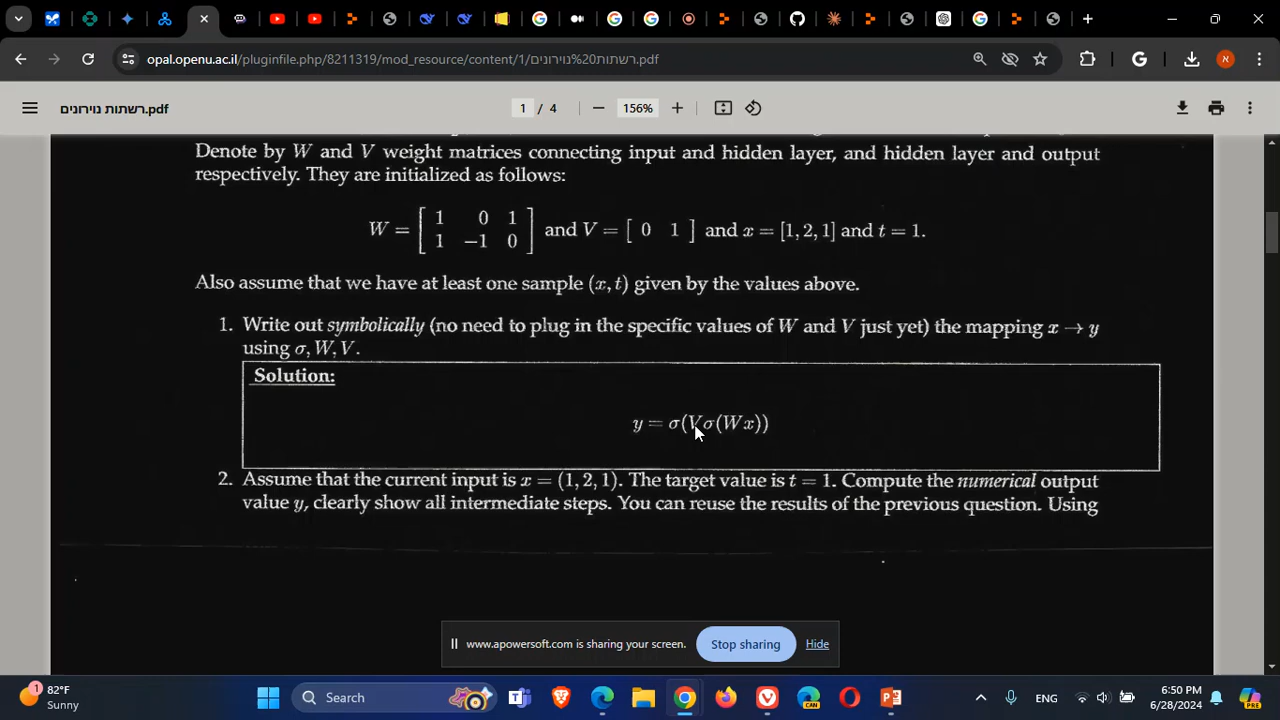 opal.openu.ac.il/pluginfile.php/8211319/mod_resource/content/1/רשתות%20נוירונים.pdf
א
רשתות נוירונים.pdf
1 / 4
156%
Denote by W and V weight matrices connecting input and hidden layer, and hidden layer and output
respectively. They are initialized as follows:
W = [ 1 0 1
1 −1 0 ] and V = [ 0 1 ] and x = [1, 2, 1] and t = 1.
Also assume that we have at least one sample (x, t) given by the values above.
1. Write out symbolically (no need to plug in the specific values of W and V just yet) the mapping x → y
using σ, W, V.
Solution:
y = σ(Vσ(Wx))
2. Assume that the current input is x = (1, 2, 1). The target value is t = 1. Compute the numerical output
value y, clearly show all intermediate steps. You can reuse the results of the previous question. Using
www.apowersoft.com is sharing your screen.
Stop sharing
Hide
1
82°F
Sunny
Search
CAN
ENG
6:50 PM
6/28/2024
PRE